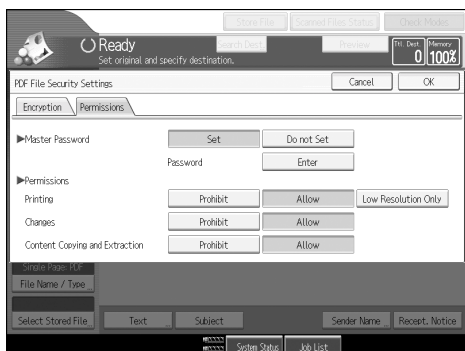 Store File Scanned Files Status Check Modes
Ready Search Dest. Preview Ttl. Dest. Memory
Set original and specify destination. 0 100%
PDF File Security Settings Cancel OK
Encryption Permissions
▶Master Password Set Do not Set
Password Enter
▶Permissions
Printing Prohibit Allow Low Resolution Only
Changes Prohibit Allow
Content Copying and Extraction Prohibit Allow
Single Page: PDF
File Name / Type
Select Stored File Text Subject Sender Name Recept. Notice
System Status Job List